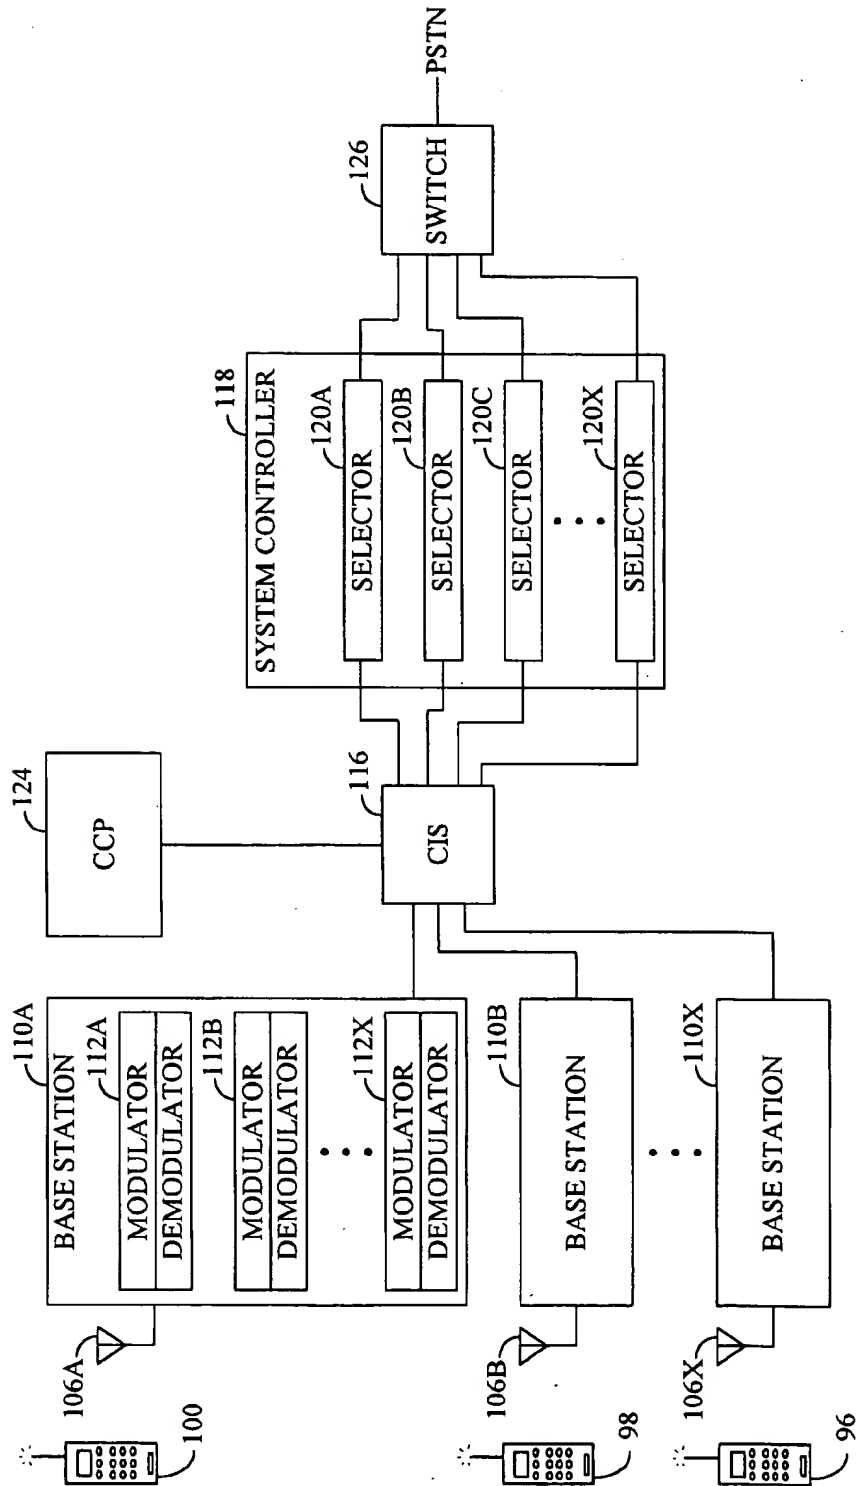 100
106A
BASE STATION
110A
MODULATOR
DEMODULATOR
112A
MODULATOR
DEMODULATOR
112B
MODULATOR
DEMODULATOR
112X
98
106B
BASE STATION
110B
96
106X
BASE STATION
110X
CCP
124
CIS
116
SYSTEM CONTROLLER
118
SELECTOR
120A
SELECTOR
120B
SELECTOR
120C
SELECTOR
120X
SWITCH
126
PSTN